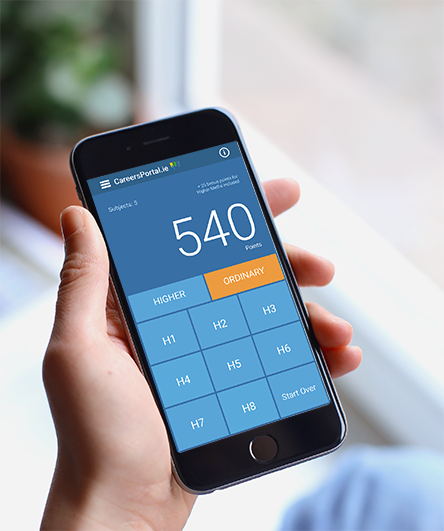 CareersPortal.ie
Subjects: 5
+ 25 bonus points for
Higher Maths included
540
Points
HIGHER
ORDINARY
H1
H2
H3
H4
H5
H6
H7
H8
Start Over